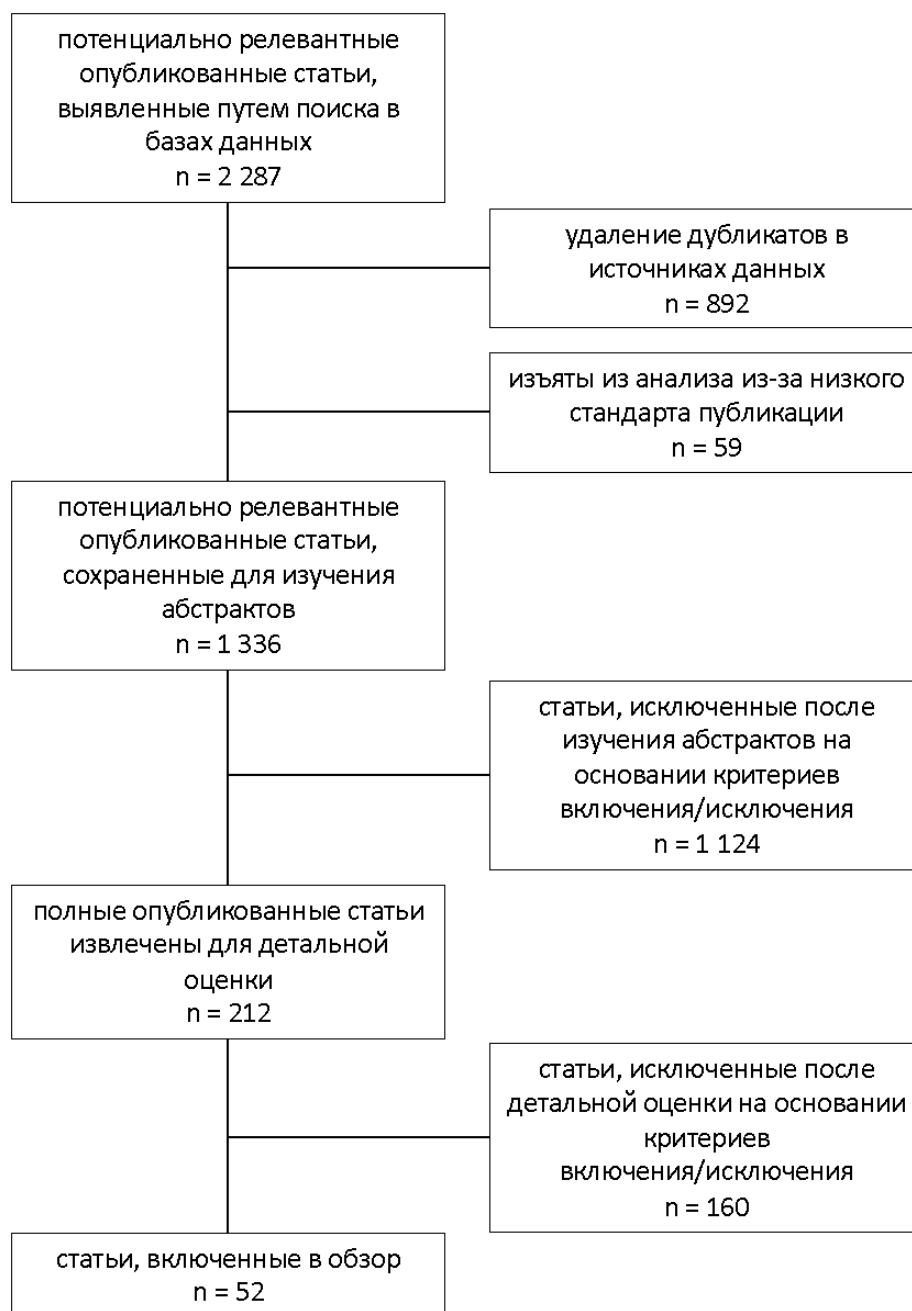 потенциально релевантные
опубликованные статьи,
выявленные путем поиска в
базах данных
n = 2 287
удаление дубликатов в
источниках данных
n = 892
изъяты из анализа из-за низкого
стандарта публикации
n = 59
потенциально релевантные
опубликованные статьи,
сохраненные для изучения
абстрактов
n = 1 336
статьи, исключенные после
изучения абстрактов на
основании критериев
включения/исключения
n = 1 124
полные опубликованные статьи
извлечены для детальной
оценки
n = 212
статьи, исключенные после
детальной оценки на основании
критериев
включения/исключения
n = 160
статьи, включенные в обзор
n = 52